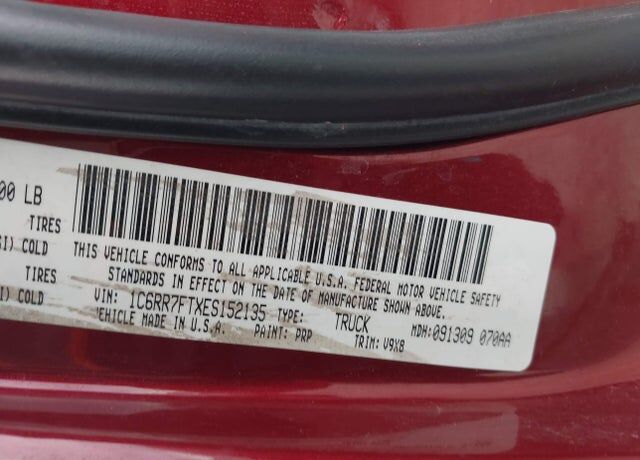 00 LB
TIRES
SI) COLD
TIRES
I) COLD
THIS VEHICLE CONFORMS TO ALL APPLICABLE U.S.A. FEDERAL MOTOR VEHICLE SAFETY
STANDARDS IN EFFECT ON THE DATE OF MANUFACTURE SHOWN ABOVE.
VIN: 1C6RR7FTXES152135 TYPE: TRUCK MDH:091309 070AA
VEHICLE MADE IN U.S.A. PAINT: PRP TRIM: V9X8